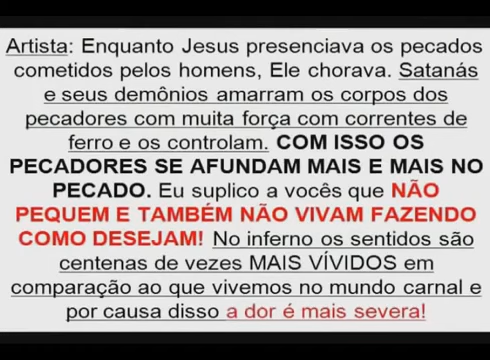 Artista: Enquanto Jesus presenciava os pecados
cometidos pelos homens, Ele chorava. Satanás
e seus demônios amarram os corpos dos
pecadores com muita força com correntes de
ferro e os controlam. COM ISSO OS
PECADORES SE AFUNDAM MAIS E MAIS NO
PECADO. Eu suplico a vocês que NÃO
PEQUEM E TAMBÉM NÃO VIVAM FAZENDO
COMO DESEJAM! No inferno os sentidos são
centenas de vezes MAIS VÍVIDOS em
comparação ao que vivemos no mundo carnal e
por causa disso a dor é mais severa!